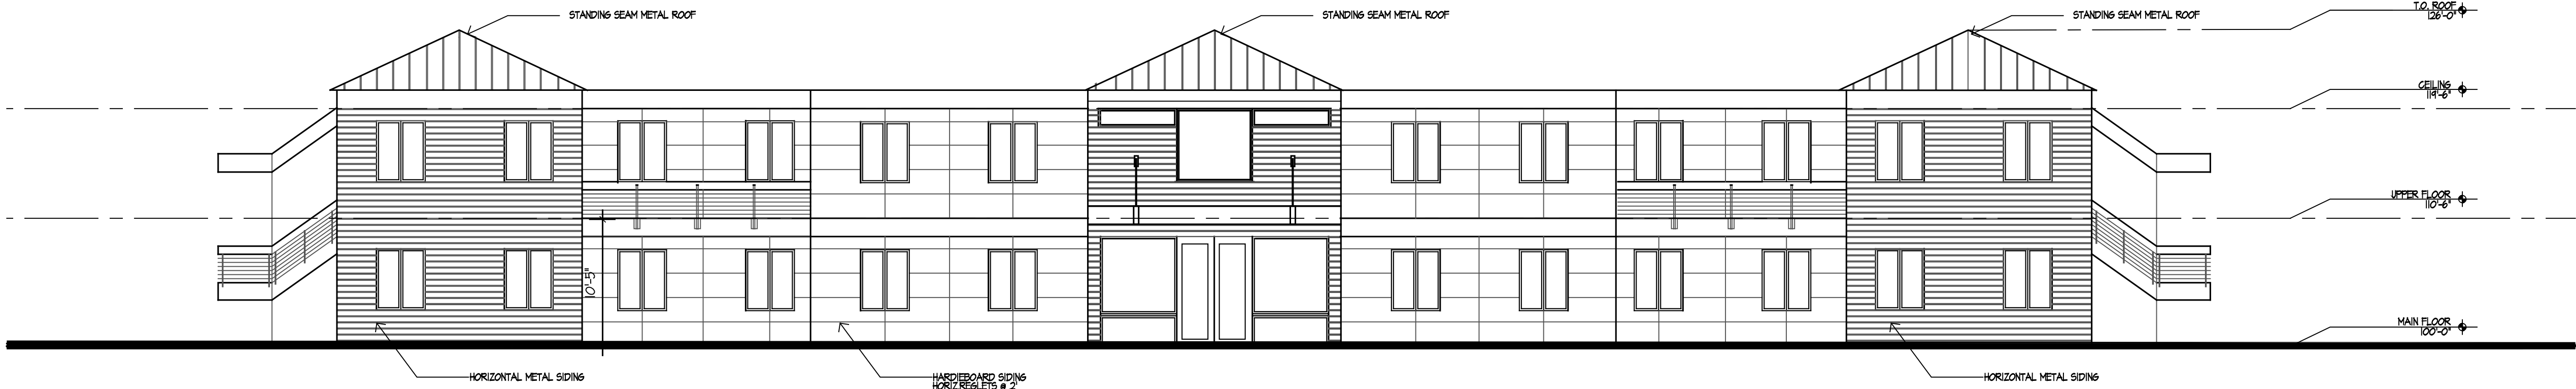 STANDING SEAM METAL ROOF
STANDING SEAM METAL ROOF
STANDING SEAM METAL ROOF
T.O. ROOF
126'-0"
CEILING
119'-6"
UPPER FLOOR
110'-6"
10'-5"
MAIN FLOOR
100'-0"
HORIZONTAL METAL SIDING
HARDIEBOARD SIDING
HORIZ.REGLETS @ 2'
HORIZONTAL METAL SIDING